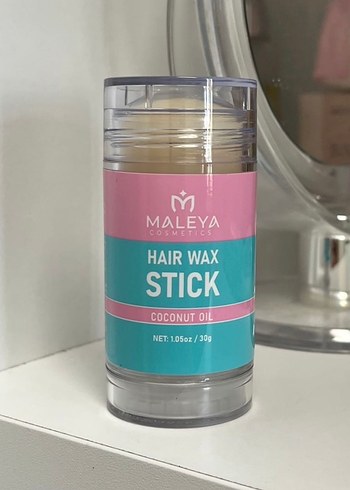 MALEYA
COSMETICS
HAIR WAX
STICK
COCONUT OIL
NET: 1.05oz / 30g